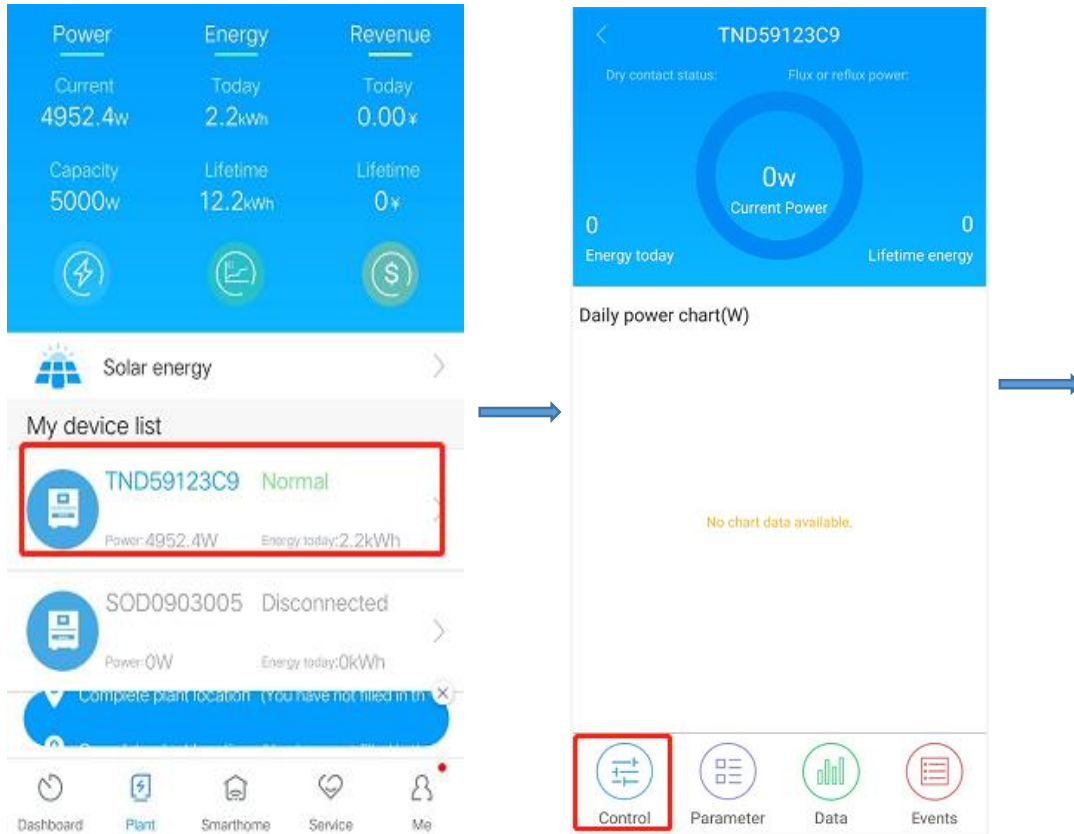 Power Energy Revenue
Current Today Today
4952.4w 2.2kWh 0.00¥
Capacity Lifetime Lifetime
5000w 12.2kWh 0¥
$
Solar energy
My device list
TND59123C9 Normal
Power:4952.4W Energy today:2.2kWh
SOD0903005 Disconnected
Power:0W Energy today:0kWh
Complete plant location (You have not filled in th
Dashboard Plant Smarthome Service Me
TND59123C9
Dry contact status: Flux or reflux power:
0w
Current Power
0 0
Energy today Lifetime energy
Daily power chart(W)
No chart data available.
Control Parameter Data Events